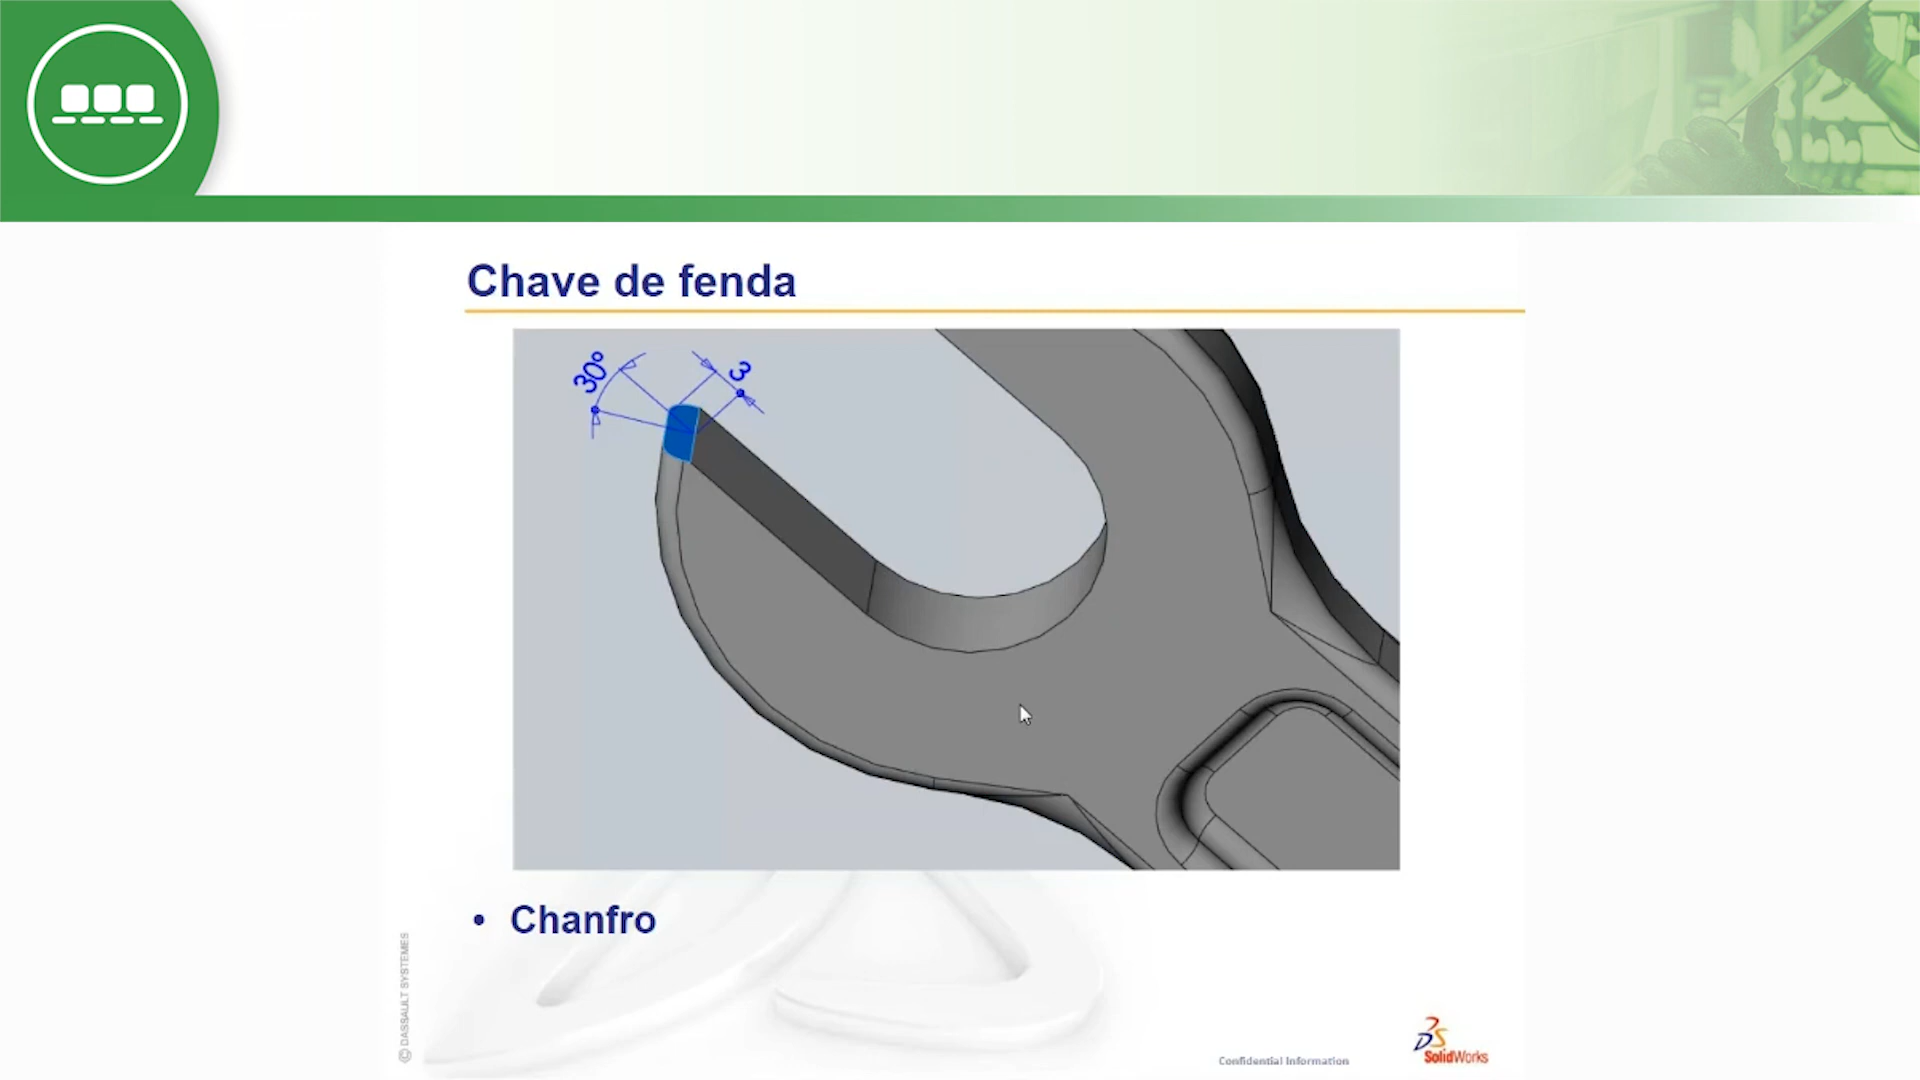 Chave de fenda
30°
3
• Chanfro
© DASSAULT SYSTEMES
Confidential Information
SolidWorks